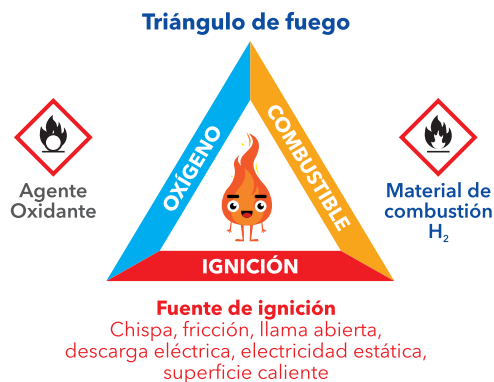 Triángulo de fuego
OXÍGENO
COMBUSTIBLE
Agente
Oxidante
Material de
combustión
H₂
IGNICIÓN
Fuente de ignición
Chispa, fricción, llama abierta,
descarga eléctrica, electricidad estática,
superficie caliente